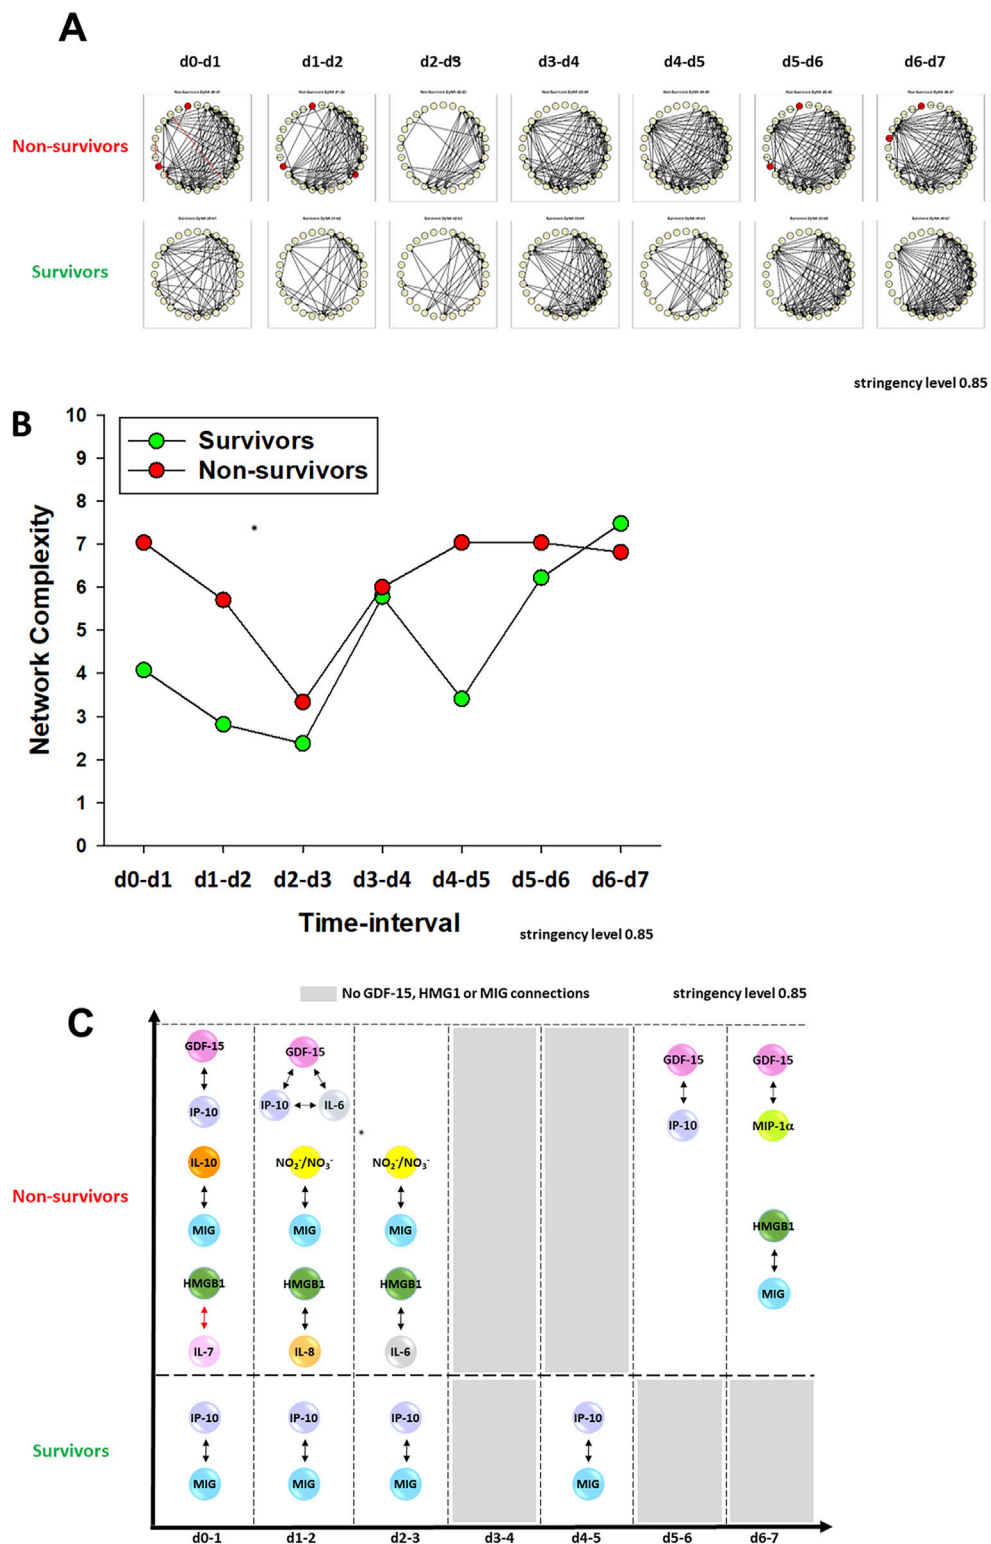 A
d0-d1 d1-d2 d2-d3 d3-d4 d4-d5 d5-d6 d6-d7
Non-survivors
Survivors
stringency level 0.85
B
Survivors
Non-survivors
Network Complexity
10
9
8
7
6
5
4
3
2
1
0
d0-d1 d1-d2 d2-d3 d3-d4 d4-d5 d5-d6 d6-d7
Time-interval
stringency level 0.85
No GDF-15, HMG1 or MIG connections
stringency level 0.85
C
GDF-15 GDF-15 GDF-15 GDF-15
IP-10 IP-10 IL-6 IP-10 MIP-1α
IL-10 NO2-/NO3- NO2-/NO3-
Non-survivors
MIG MIG MIG HMGB1
HMGB1 HMGB1 HMGB1 MIG
IL-7 IL-8 IL-6
IP-10 IP-10 IP-10 IP-10
Survivors
MIG MIG MIG MIG
d0-1 d1-2 d2-3 d3-4 d4-5 d5-6 d6-7